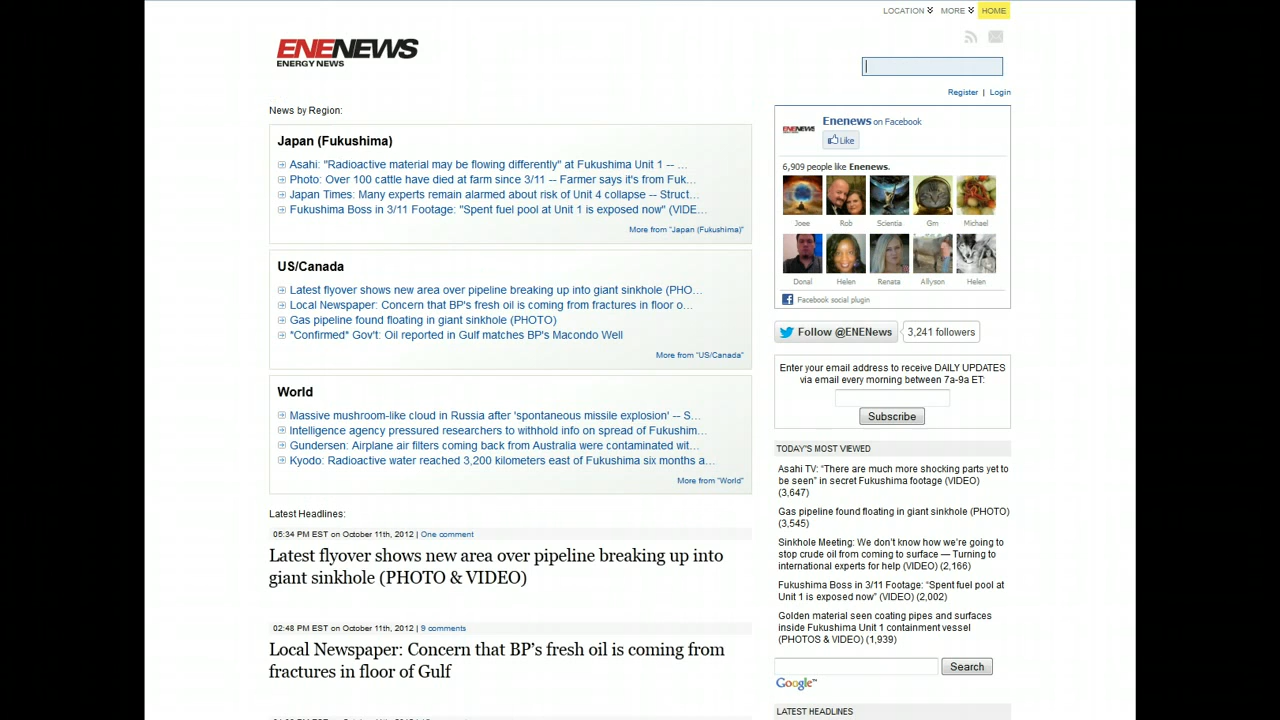 LOCATION MORE HOME
ENENEWS
ENERGY NEWS
Register | Login
News by Region:
Japan (Fukushima)
Asahi: "Radioactive material may be flowing differently" at Fukushima Unit 1 -- ...
Photo: Over 100 cattle have died at farm since 3/11 -- Farmer says it's from Fuk...
Japan Times: Many experts remain alarmed about risk of Unit 4 collapse -- Struct...
Fukushima Boss in 3/11 Footage: "Spent fuel pool at Unit 1 is exposed now" (VIDE...
More from "Japan (Fukushima)"
US/Canada
Latest flyover shows new area over pipeline breaking up into giant sinkhole (PHO...
Local Newspaper: Concern that BP's fresh oil is coming from fractures in floor o...
Gas pipeline found floating in giant sinkhole (PHOTO)
*Confirmed* Gov't: Oil reported in Gulf matches BP's Macondo Well
More from "US/Canada"
World
Massive mushroom-like cloud in Russia after 'spontaneous missile explosion' -- S...
Intelligence agency pressured researchers to withhold info on spread of Fukushim...
Gundersen: Airplane air filters coming back from Australia were contaminated wit...
Kyodo: Radioactive water reached 3,200 kilometers east of Fukushima six months a...
More from "World"
Latest Headlines:
05:34 PM EST on October 11th, 2012 | One comment
Latest flyover shows new area over pipeline breaking up into
giant sinkhole (PHOTO & VIDEO)
02:48 PM EST on October 11th, 2012 | 9 comments
Local Newspaper: Concern that BP's fresh oil is coming from
fractures in floor of Gulf
Enenews on Facebook
Like
6,909 people like Enenews.
Joee Rob Scientia Gm Michael
Donal Helen Renata Allyson Helen
Facebook social plugin
Follow @ENENews 3,241 followers
Enter your email address to receive DAILY UPDATES
via email every morning between 7a-9a ET:
Subscribe
TODAY'S MOST VIEWED
Asahi TV: “There are much more shocking parts yet to
be seen” in secret Fukushima footage (VIDEO)
(3,647)
Gas pipeline found floating in giant sinkhole (PHOTO)
(3,545)
Sinkhole Meeting: We don’t know how we’re going to
stop crude oil from coming to surface — Turning to
international experts for help (VIDEO) (2,166)
Fukushima Boss in 3/11 Footage: “Spent fuel pool at
Unit 1 is exposed now” (VIDEO) (2,002)
Golden material seen coating pipes and surfaces
inside Fukushima Unit 1 containment vessel
(PHOTOS & VIDEO) (1,939)
Search
Google™
LATEST HEADLINES